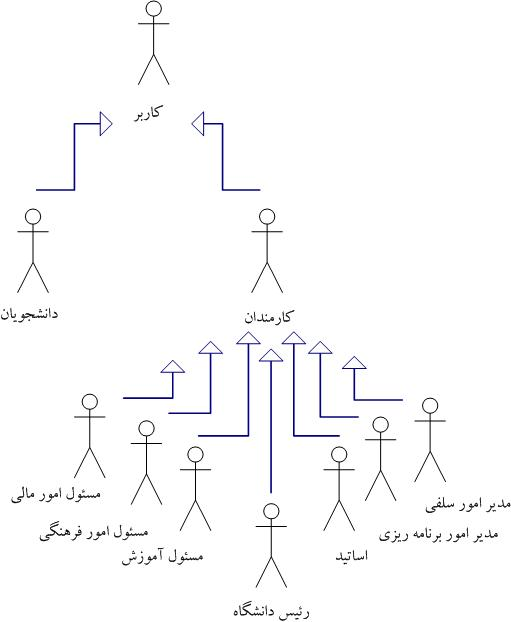 کاربر
دانشجویان
کارمندان
مسئول امور مالی
مسئول امور فرهنگی
مسئول آموزش
رئیس دانشگاه
اساتید
مدیر امور برنامه ریزی
مدیر امور سلفی